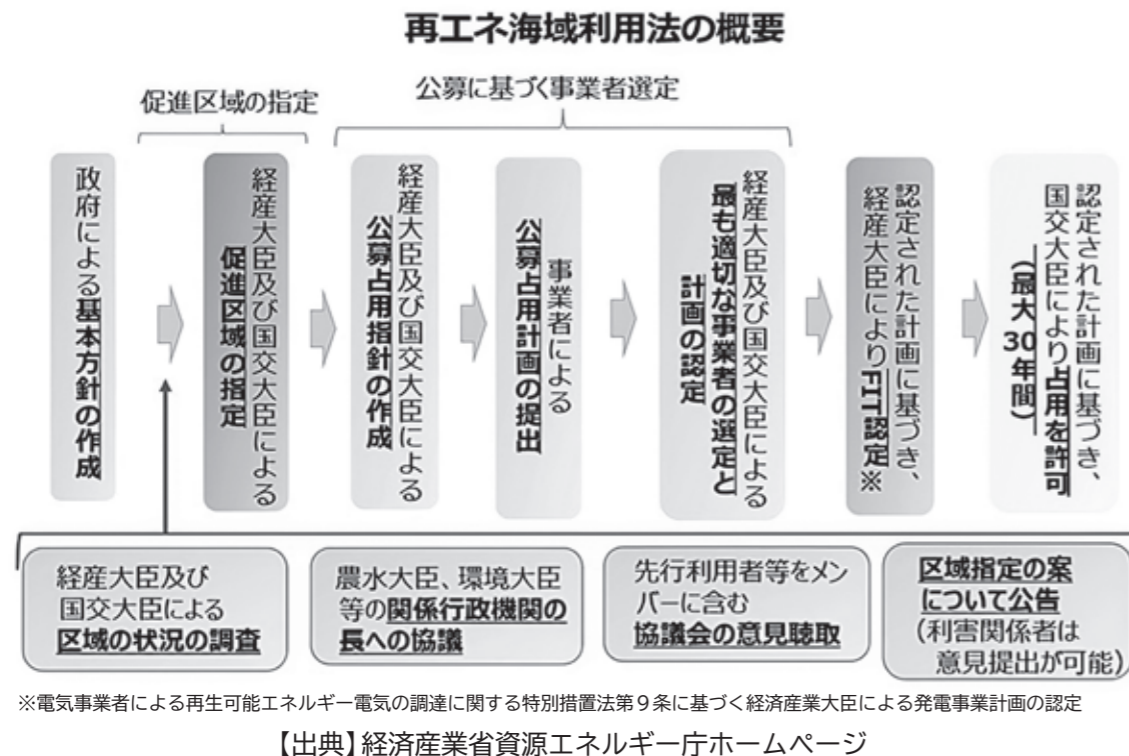 再エネ海域利用法の概要
促進区域の指定
公募に基づく事業者選定
政府による基本方針の作成
経産大臣及び国交大臣による
促進区域の指定
経産大臣及び国交大臣による
公募占用指針の作成
事業者による
公募占用計画の提出
経産大臣及び国交大臣による
最も適切な事業者の選定と
計画の認定
認定された計画に基づき、
経産大臣によりFIT認定※
認定された計画に基づき、
国交大臣により占用を許可
(最大30年間)
経産大臣及び
国交大臣による
区域の状況の調査
農水大臣、環境大臣
等の関係行政機関の
長への協議
先行利用者等をメン
バーに含む
協議会の意見聴取
区域指定の案
について公告
(利害関係者は
意見提出が可能)
※電気事業者による再生可能エネルギー電気の調達に関する特別措置法第9条に基づく経済産業大臣による発電事業計画の認定
【出典】経済産業省資源エネルギー庁ホームページ